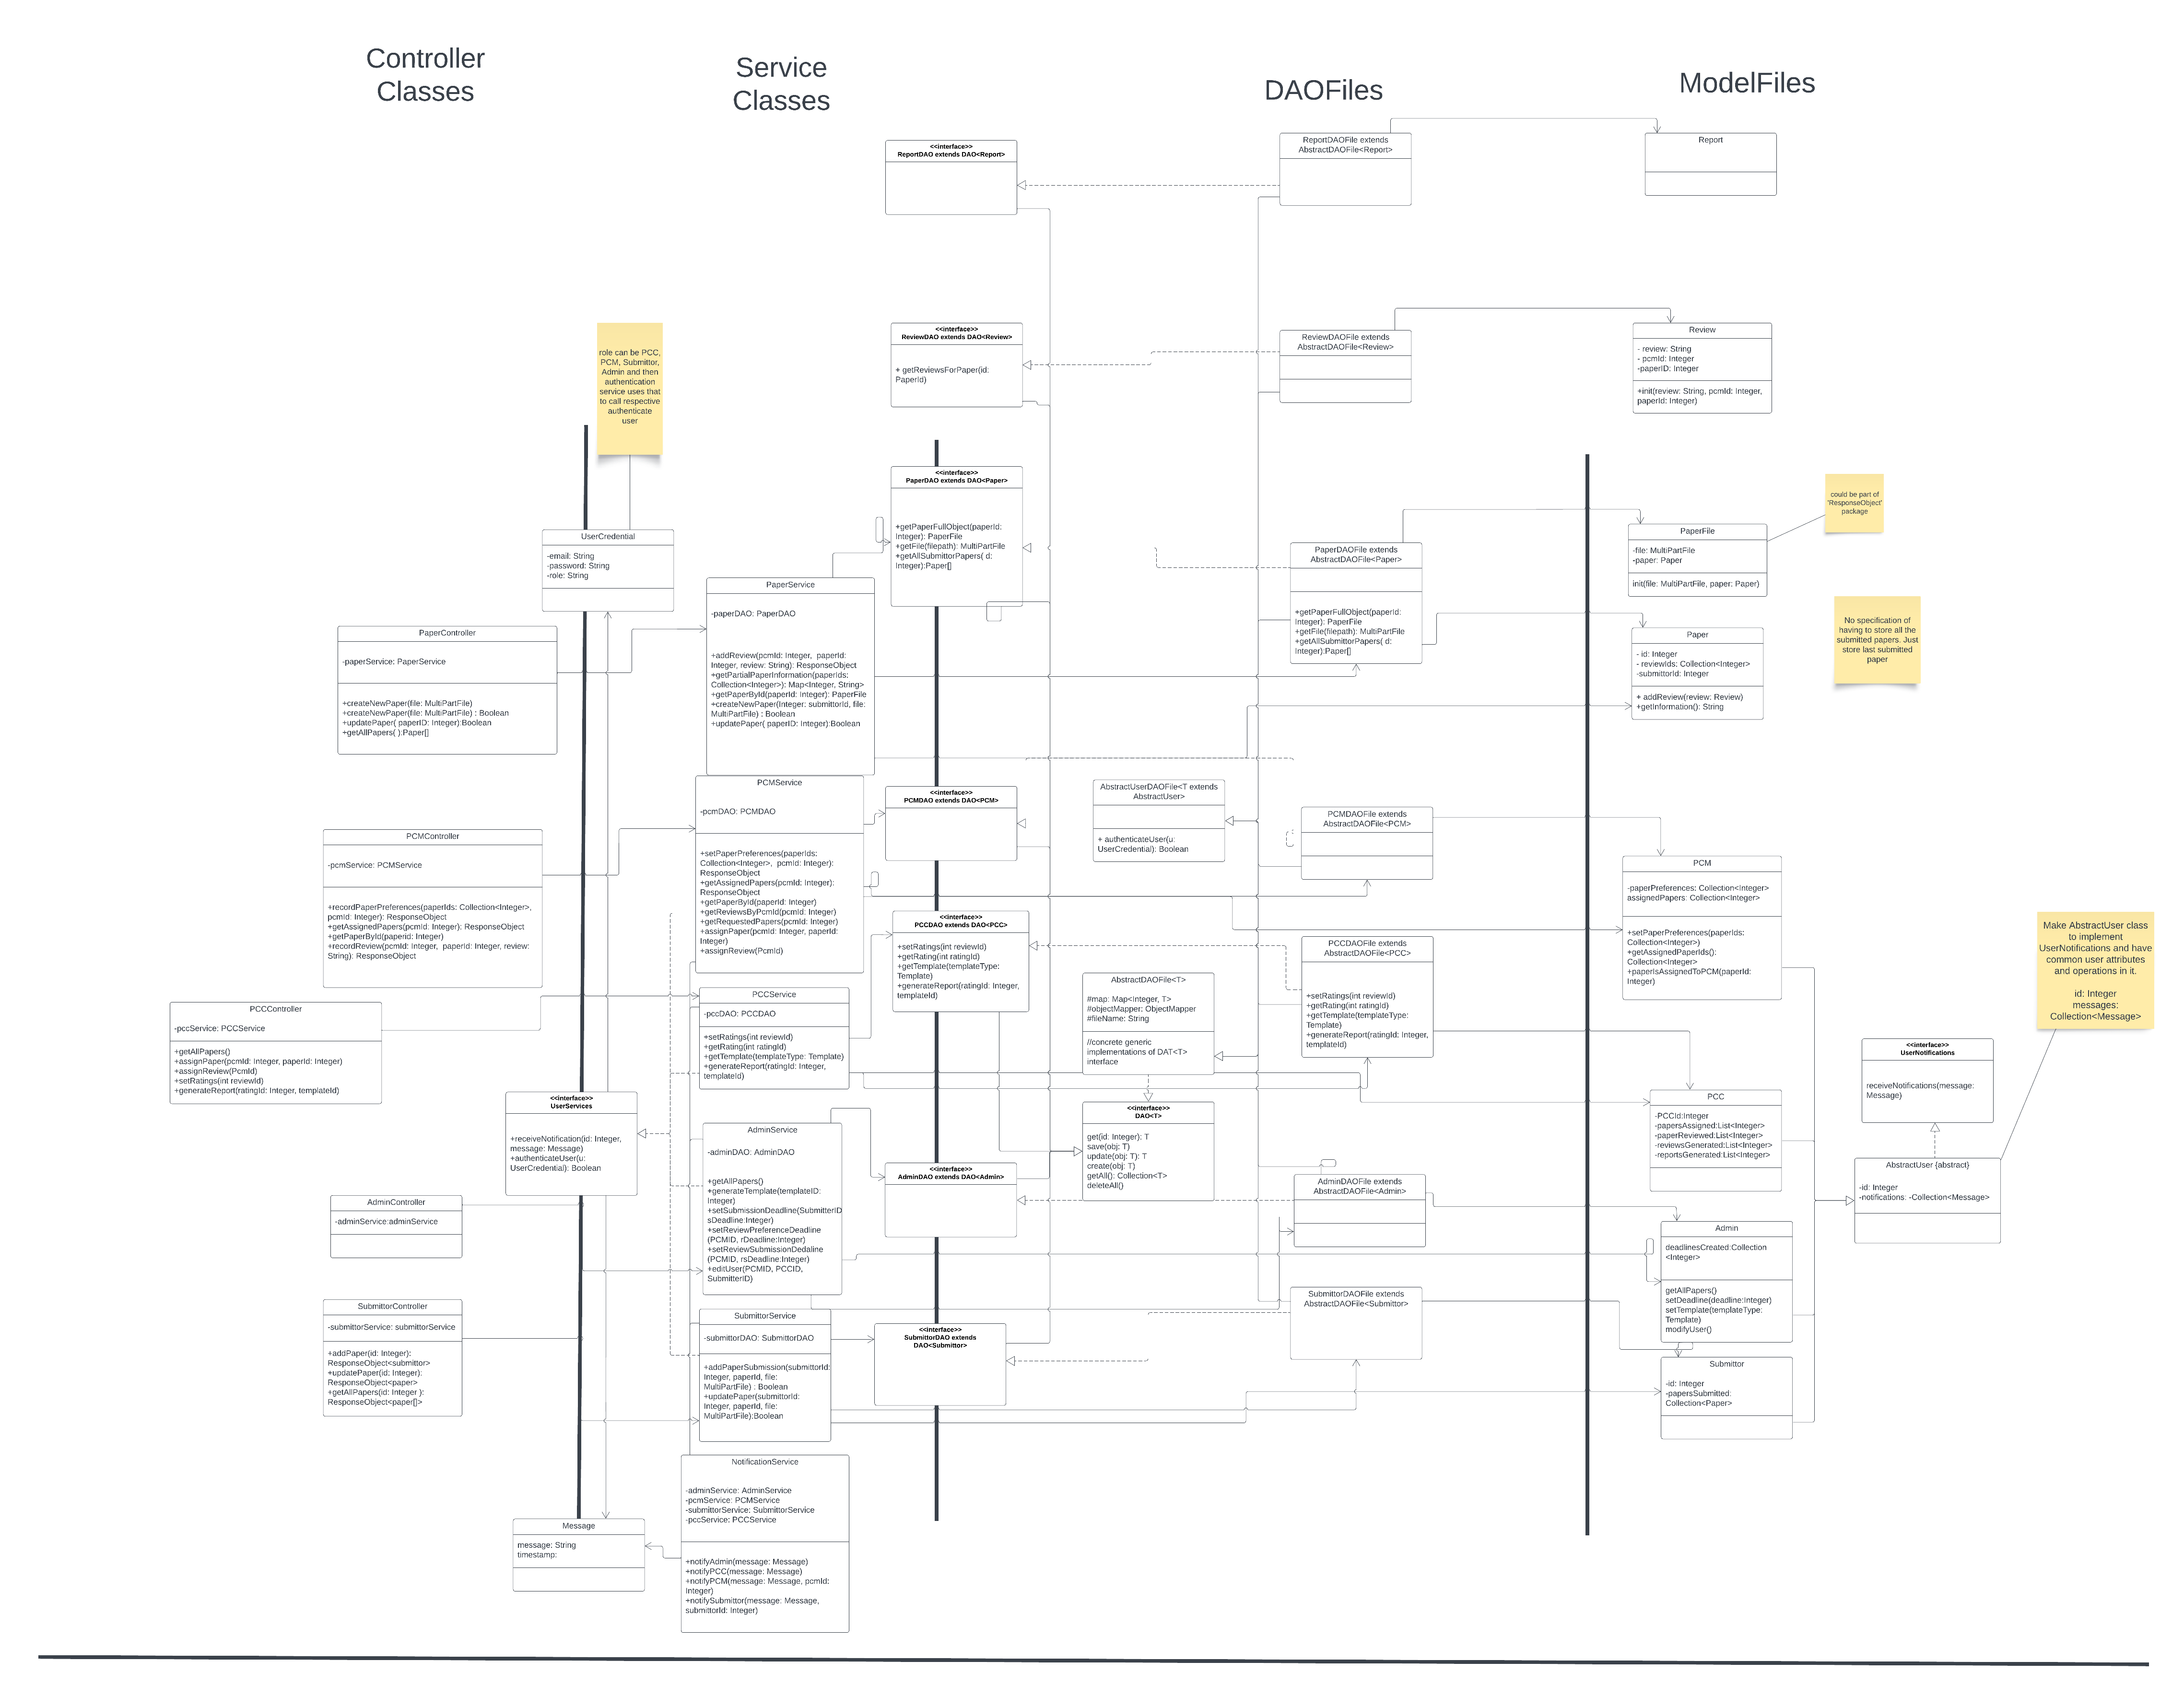 Controller
Classes
Service
Classes
DAOFiles
ModelFiles
<<interface>>
ReportDAO extends DAO<Report>
ReportDAOFile extends
AbstractDAOFile<Report>
Report
role can be PCC,
PCM, Submittor,
Admin and then
authentication
service uses that
to call respective
authenticate
user
<<interface>>
ReviewDAO extends DAO<Review>
+ getReviewsForPaper(id:
PaperId)
ReviewDAOFile extends
AbstractDAOFile<Review>
Review
- review: String
- pcmId: Integer
-paperID: Integer
+init(review: String, pcmId: Integer,
paperId: Integer)
<<interface>>
PaperDAO extends DAO<Paper>
+getPaperFullObject(paperId:
Integer): PaperFile
+getFile(filepath): MultiPartFile
+getAllSubmittorPapers( d:
Integer):Paper[]
could be part of
'ResponseObject'
package
UserCredential
-email: String
-password: String
-role: String
PaperDAOFile extends
AbstractDAOFile<Paper>
+getPaperFullObject(paperId:
Integer): PaperFile
+getFile(filepath): MultiPartFile
+getAllSubmittorPapers( d:
Integer):Paper[]
PaperFile
-file: MultiPartFile
-paper: Paper
init(file: MultiPartFile, paper: Paper)
PaperService
-paperDAO: PaperDAO
+addReview(pcmId: Integer,  paperId:
Integer, review: String): ResponseObject
+getPartialPaperInformation(paperIds:
Collection<Integer>): Map<Integer, String>
+getPaperById(paperId: Integer): PaperFile
+createNewPaper(Integer: submitorId, file:
MultiPartFile) : Boolean
+updatePaper( paperID: Integer):Boolean
No specification of
having to store all the
submitted papers. Just
store last submitted
paper
PaperController
-paperService: PaperService
+createNewPaper(file: MultiPartFile)
+createNewPaper(file: MultiPartFile) : Boolean
+updatePaper( paperID: Integer):Boolean
+getAllPapers( ):Paper[]
Paper
- id: Integer
- reviewIds: Collection<Integer>
-submitorId: Integer
+ addReview(review: Review)
+getInformation(): String
PCMService
-pcmDAO: PCMDAO
+setPaperPreferences(paperIds:
Collection<Integer>,  pcmId: Integer):
ResponseObject
+getAssignedPapers(pcmId: Integer):
ResponseObject
+getPaperById(paperId: Integer)
+getReviewsByPcmId(pcmId: Integer)
+getRequestedPapers(pcmId: Integer)
+assignPaper(pcmId: Integer, paperId:
Integer)
+assignReview(PcmId)
<<interface>>
PCMDAO extends DAO<PCM>
AbstractUserDAOFile<T extends
AbstractUser>
+ authenticateUser(u:
UserCredential): Boolean
PCMDAOFile extends
AbstractDAOFile<PCM>
PCMController
-pcmService: PCMService
+recordPaperPreferences(paperIds: Collection<Integer>,
pcmId: Integer): ResponseObject
+getAssignedPapers(pcmId: Integer): ResponseObject
+getPaperById(paperId: Integer)
+recordReview(pcmId: Integer,  paperId: Integer, review:
String): ResponseObject
PCM
-paperPreferences: Collection<Integer>
assignedPapers: Collection<Integer>
+setPaperPreferences(paperIds:
Collection<Integer>)
+getAssignedPaperIds():
Collection<Integer>
+paperIsAssignedToPCM(paperId:
Integer)
<<interface>>
PCCDAO extends DAO<PCC>
+setRatings(int reviewId)
+getRating(int ratingId)
+getTemplate(templateType:
Template)
+generateReport(ratingId: Integer,
templateId)
Make AbstractUser class
to implement
UserNotifications and have
common user attributes
and operations in it.
id: Integer
messages:
Collection<Message>
PCCDAOFile extends
AbstractDAOFile<PCC>
+setRatings(int reviewId)
+getRating(int ratingId)
+getTemplate(templateType:
Template)
+generateReport(ratingId: Integer,
templateId)
AbstractDAOFile<T>
#map: Map<Integer, T>
#objectMapper: ObjectMapper
#fileName: String
//concrete generic
implementations of DAT<T>
interface
PCCController
-pccService: PCCService
+getAllPapers()
+assignPaper(pcmId: Integer, paperId: Integer)
+assignReview(PcmId)
+setRatings(int reviewId)
+generateReport(ratingId: Integer, templateId)
PCCService
-pccDAO: PCCDAO
+setRatings(int reviewId)
+getRating(int ratingId)
+getTemplate(templateType: Template)
+generateReport(ratingId: Integer,
templateId)
<<interface>>
UserNotifications
receiveNotifications(message:
Message)
<<interface>>
UserServices
+receiveNotification(id: Integer,
message: Message)
+authenticateUser(u:
UserCredential): Boolean
<<interface>>
DAO<T>
get(id: Integer): T
save(obj: T)
update(obj: T): T
create(obj: T)
getAll(): Collection<T>
deleteAll()
PCC
-PCCId:Integer
-papersAssigned:List<Integer>
-paperReviewed:List<Integer>
-reviewsGenerated:List<Integer>
-reportsGenerated:List<Integer>
AdminService
-adminDAO: AdminDAO
+getAllPapers()
+generateTemplate(templateID:
Integer)
+setSubmissionDeadline(SubmitterID
sDeadline:Integer)
+setReviewPreferenceDeadline
(PCMID, rDeadline:Integer)
+setReviewSubmissionDedaline
(PCMID, rsDeadline:Integer)
+editUser(PCMID, PCCID,
SubmitterID)
<<interface>>
AdminDAO extends DAO<Admin>
AdminDAOFile extends
AbstractDAOFile<Admin>
AbstractUser {abstract}
-id: Integer
-notifications: -Collection<Message>
AdminController
-adminService:adminService
Admin
deadlinesCreated:Collection
<Integer>
getAllPapers()
setDeadline(deadline:Integer)
setTemplate(templateType:
Template)
modifyUser()
SubmittorController
-submittorService: submittorService
+addPaper(id: Integer):
ResponseObject<submittor>
+updatePaper(id: Integer):
ResponseObject<paper>
+getAllPapers(id: Integer ):
ResponseObject<paper[]>
SubmittorService
-submittorDAO: SubmittorDAO
+addPaperSubmission(submittorId:
Integer, paperId, file:
MultiPartFile) : Boolean
+updatePaper(submittorId:
Integer, paperId, file:
MultiPartFile):Boolean
<<interface>>
SubmittorDAO extends
DAO<Submittor>
SubmittorDAOFile extends
AbstractDAOFile<Submittor>
Submittor
-id: Integer
-papersSubmitted:
Collection<Paper>
NotificationService
-adminService: AdminService
-pcmService: PCMService
-submittorService: SubmittorService
-pccService: PCCService
+notifyAdmin(message: Message)
+notifyPCC(message: Message)
+notifyPCM(message: Message, pcmId:
Integer)
+notifySubmittor(message: Message,
submittorId: Integer)
Message
message: String
timestamp: